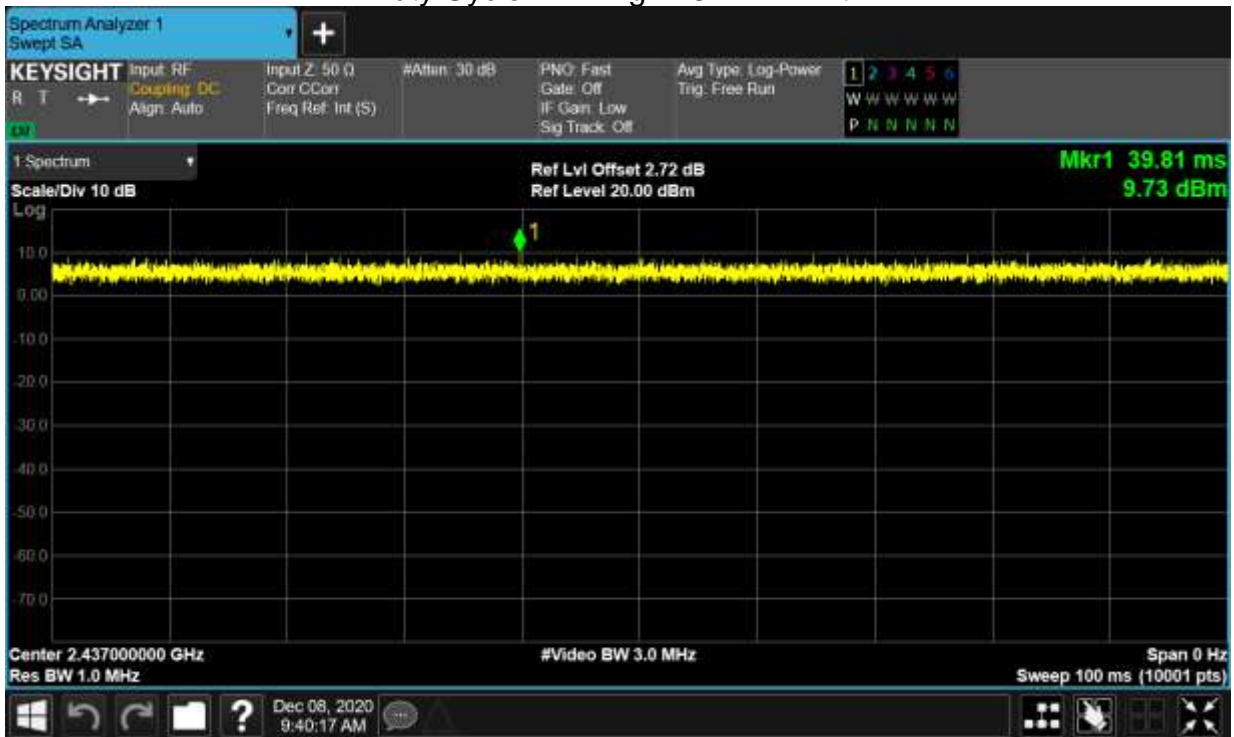 Spectrum Analyzer 1
Swept SA
+
KEYSIGHT
R T
Input: RF
Coupling: DC
Align: Auto
Input Z: 50 Ω
Corr CCorr
Freq Ref: Int (S)
#Atten: 30 dB
PNO: Fast
Gate: Off
IF Gain: Low
Sig Track: Off
Avg Type: Log-Power
Trig: Free Run
1 2 3 4 5 6
W W W W W W
P N N N N N
1 Spectrum
Scale/Div 10 dB
Log
Ref Lvl Offset 2.72 dB
Ref Level 20.00 dBm
Mkr1 39.81 ms
9.73 dBm
1
10.0
0.00
-10.0
-20.0
-30.0
-40.0
-50.0
-60.0
-70.0
Center 2.437000000 GHz
Res BW 1.0 MHz
#Video BW 3.0 MHz
Span 0 Hz
Sweep 100 ms (10001 pts)
?
Dec 08, 2020
9:40:17 AM